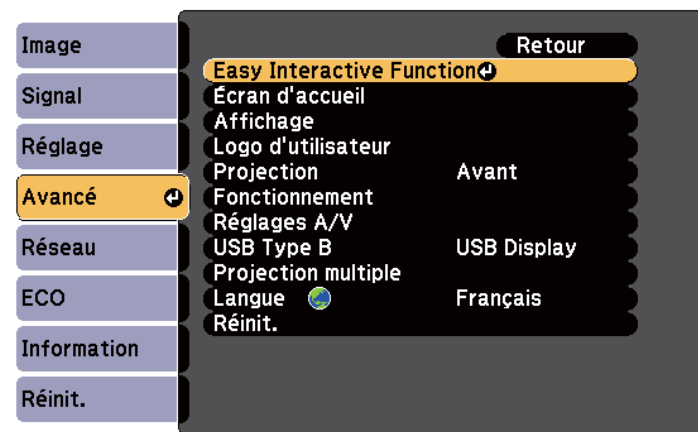 Image
Signal
Réglage
Avancé
Réseau
ECO
Information
Réinit.
Retour
Easy Interactive Function
Écran d'accueil
Affichage
Logo d'utilisateur
Projection Avant
Fonctionnement
Réglages A/V
USB Type B USB Display
Projection multiple
Langue Français
Réinit.